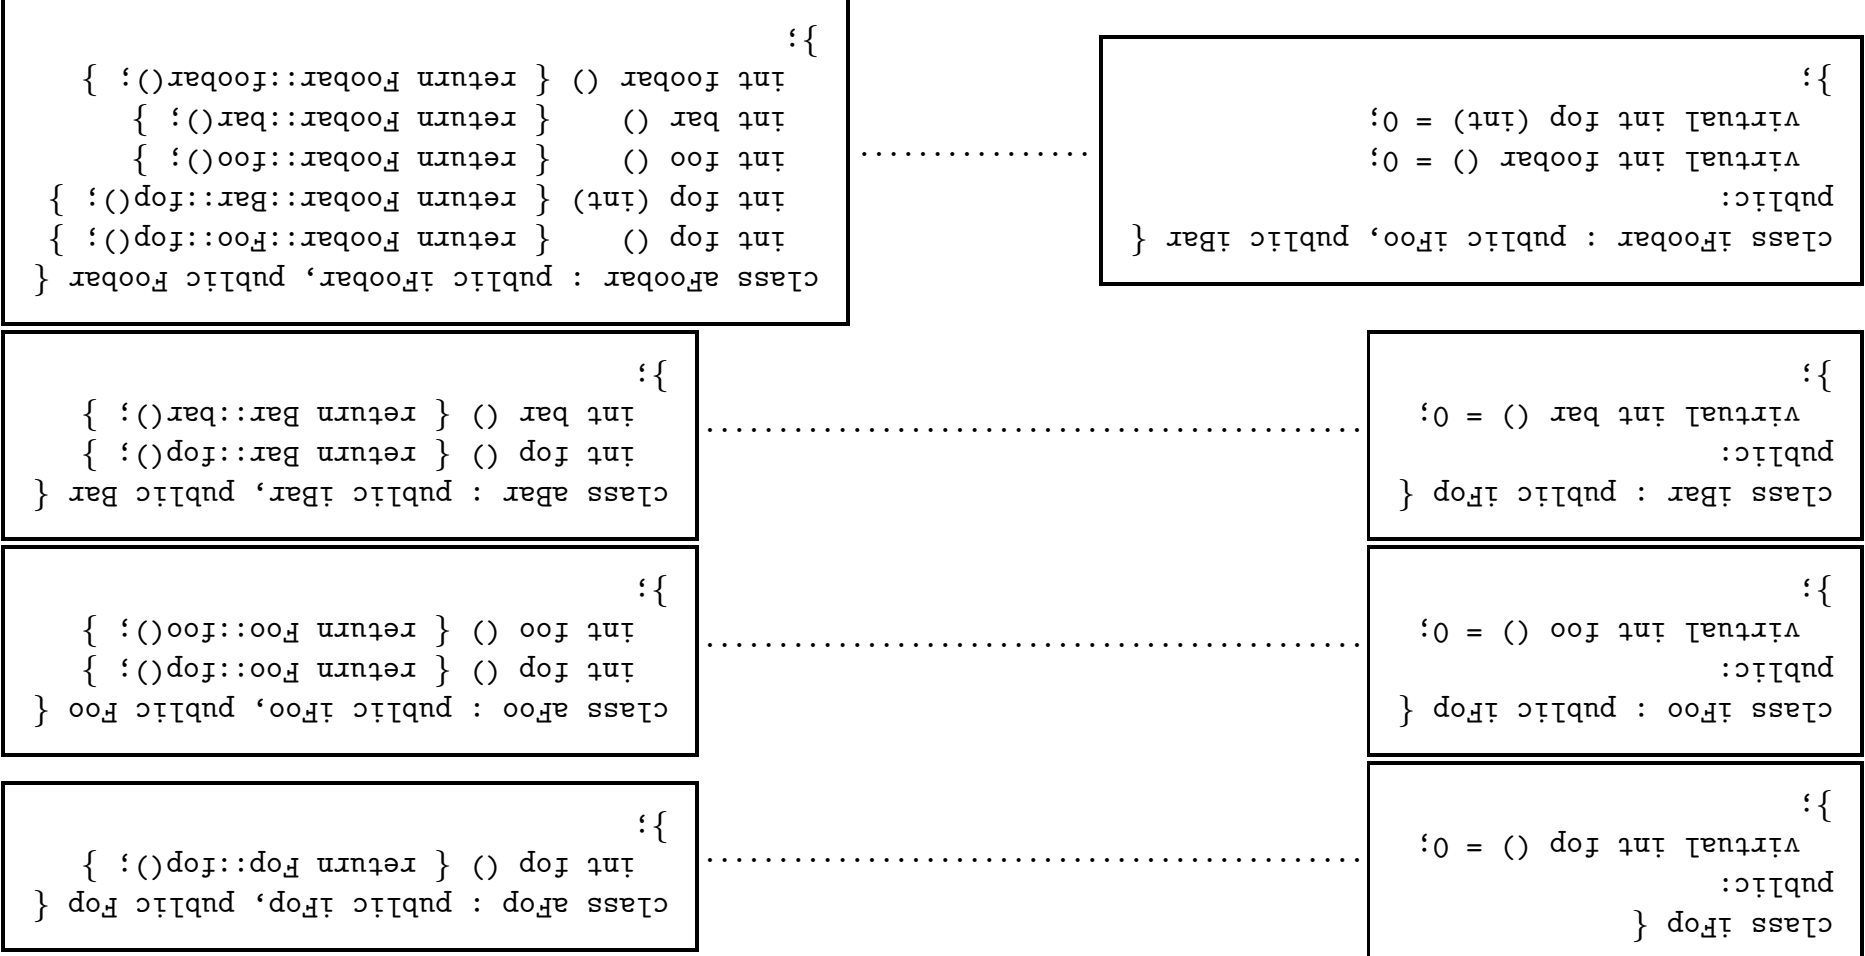 class iFop {
public:
  virtual int fop () = 0;
};
class aFop : public iFop, public Fop {
  int fop () { return Fop::fop(); }
};
class iFoo : public iFop {
public:
  virtual int foo () = 0;
};
class aFoo : public iFoo, public Foo {
  int fop () { return Foo::fop(); }
  int foo () { return Foo::foo(); }
};
class iBar : public iFop {
public:
  virtual int bar () = 0;
};
class aBar : public iBar, public Bar {
  int fop () { return Bar::fop(); }
  int bar () { return Bar::bar(); }
};
class iFoobar : public iFoo, public iBar {
public:
  virtual int foobar () = 0;
  virtual int fop (int) = 0;
};
class aFoobar : public iFoobar, public Foobar {
  int fop ()    { return Foobar::Foo::fop(); }
  int fop (int) { return Foobar::Bar::fop(); }
  int foo ()    { return Foobar::foo(); }
  int bar ()    { return Foobar::bar(); }
  int foobar () { return Foobar::foobar(); }
};